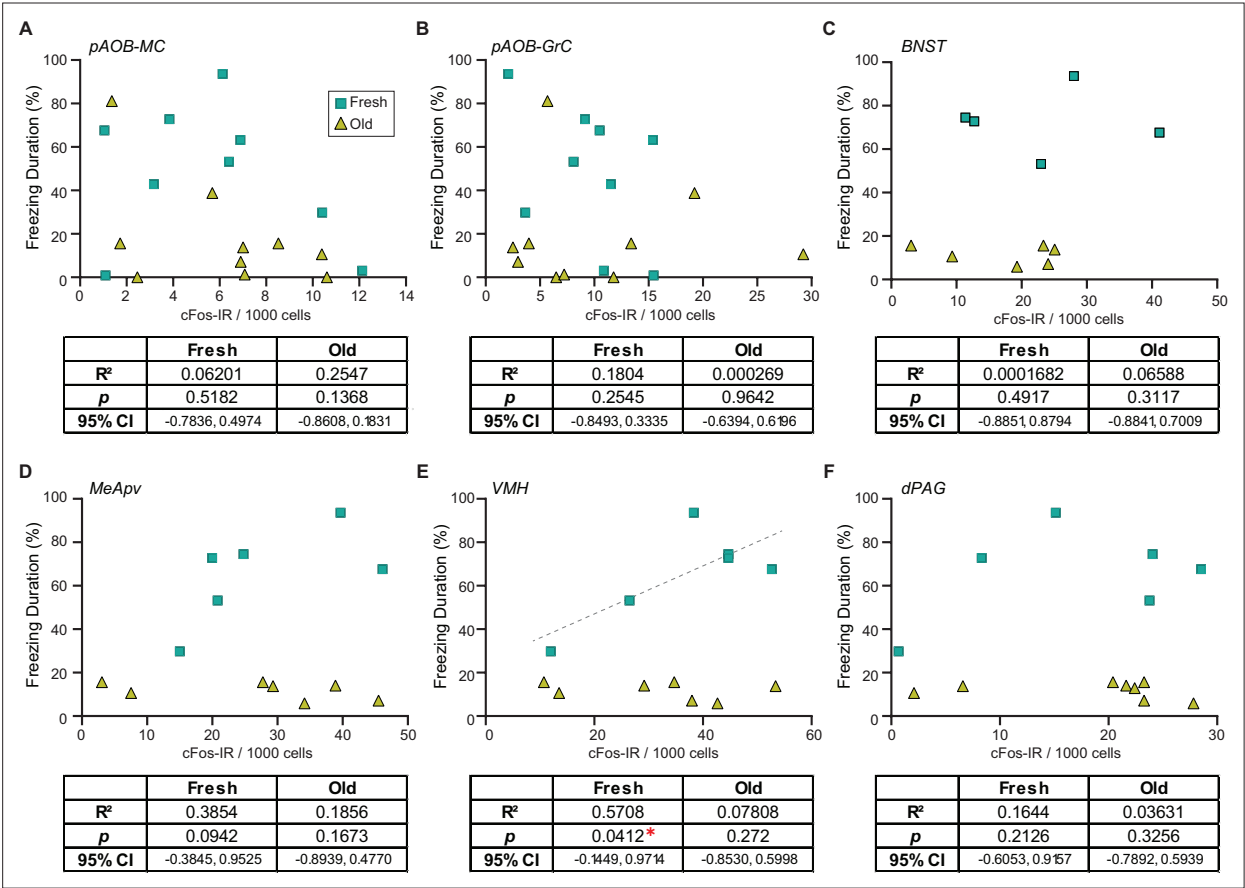 A
pAOB-MC
Freezing Duration (%)
100
80
60
40
20
0
0 2 4 6 8 10 12 14
cFos-IR / 1000 cells
Fresh
Old
Fresh Old
R² 0.06201 0.2547
p 0.5182 0.1368
95% CI -0.7836, 0.4974 -0.8608, 0.1831
B
pAOB-GrC
Freezing Duration (%)
100
80
60
40
20
0
0 5 10 15 20 25 30
cFos-IR / 1000 cells
Fresh Old
R² 0.1804 0.000269
p 0.2545 0.9642
95% CI -0.8493, 0.3335 -0.6394, 0.6196
C
BNST
Freezing Duration (%)
100
80
60
40
20
0
0 10 20 30 40 50
cFos-IR / 1000 cells
Fresh Old
R² 0.0001682 0.06588
p 0.4917 0.3117
95% CI -0.8851, 0.8794 -0.8841, 0.7009
D
MeApv
Freezing Duration (%)
100
80
60
40
20
0
0 10 20 30 40 50
cFos-IR / 1000 cells
Fresh Old
R² 0.3854 0.1856
p 0.0942 0.1673
95% CI -0.3845, 0.9525 -0.8939, 0.4770
E
VMH
Freezing Duration (%)
100
80
60
40
20
0
0 20 40 60
cFos-IR / 1000 cells
Fresh Old
R² 0.5708 0.07808
p 0.0412* 0.272
95% CI -0.1449, 0.9714 -0.8530, 0.5998
F
dPAG
Freezing Duration (%)
100
80
60
40
20
0
0 10 20 30
cFos-IR / 1000 cells
Fresh Old
R² 0.1644 0.03631
p 0.2126 0.3256
95% CI -0.6053, 0.9157 -0.7892, 0.5939